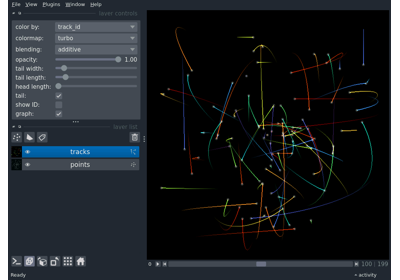 File View Plugins Window Help
layer controls
color by: track_id
colormap: turbo
blending: additive
opacity: 1.00
tail width:
tail length:
head length:
tail:
show ID:
graph:
layer list
tracks
points
Ready
100 | 199
activity